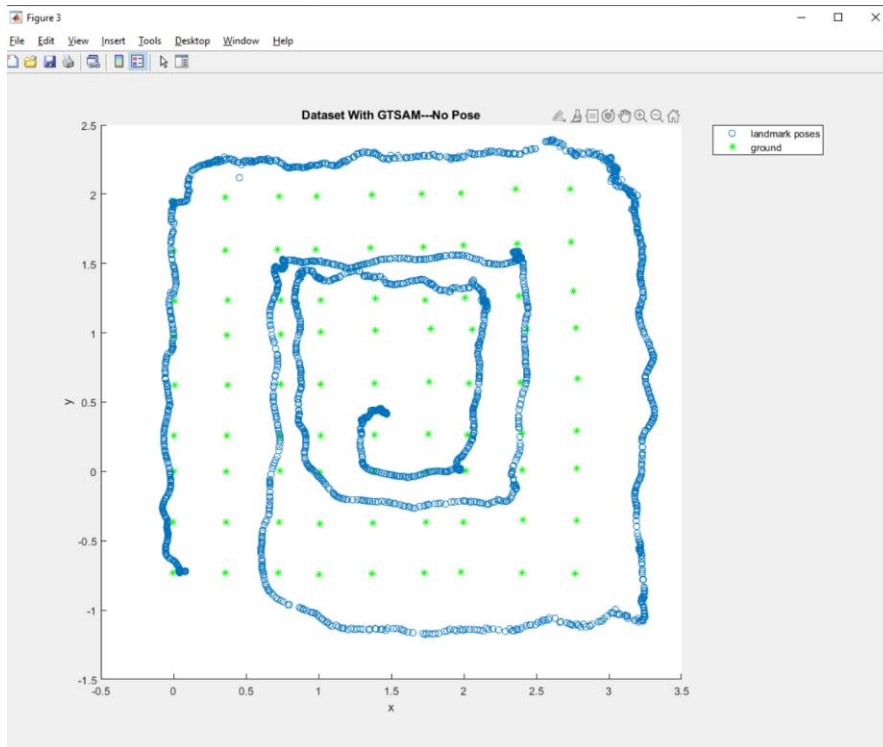 Figure 3
File Edit View Insert Tools Desktop Window Help
Dataset With GTSAM---No Pose
landmark poses
ground
2.5
2
1.5
1
0.5
0
-0.5
-1
-1.5
y
-0.5 0 0.5 1 1.5 2 2.5 3 3.5
x